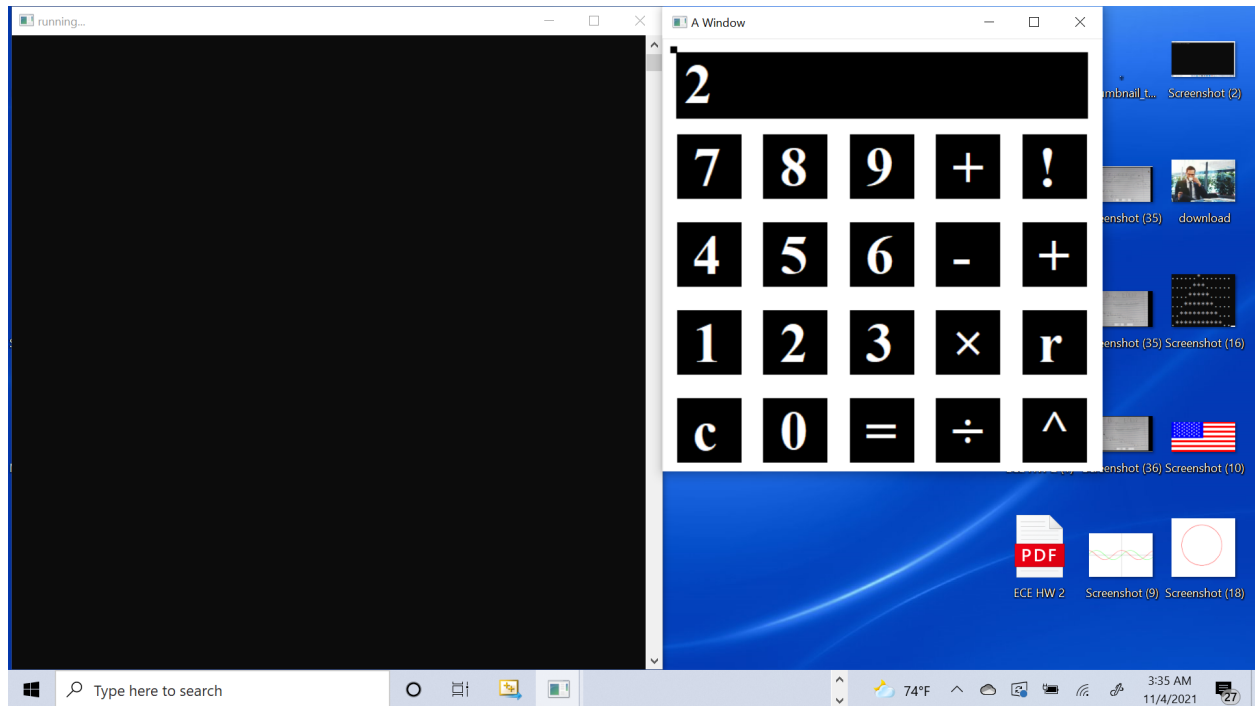 running...
A Window
2
7 8 9 + !
4 5 6 - +
1 2 3 × r
c 0 = ÷ ^
Screenshot (2)
enshot (35)
download
enshot (35)
Screenshot (16)
enshot (36)
Screenshot (10)
PDF
ECE HW 2
Screenshot (9)
Screenshot (18)
Type here to search
74°F
3:35 AM
11/4/2021
27